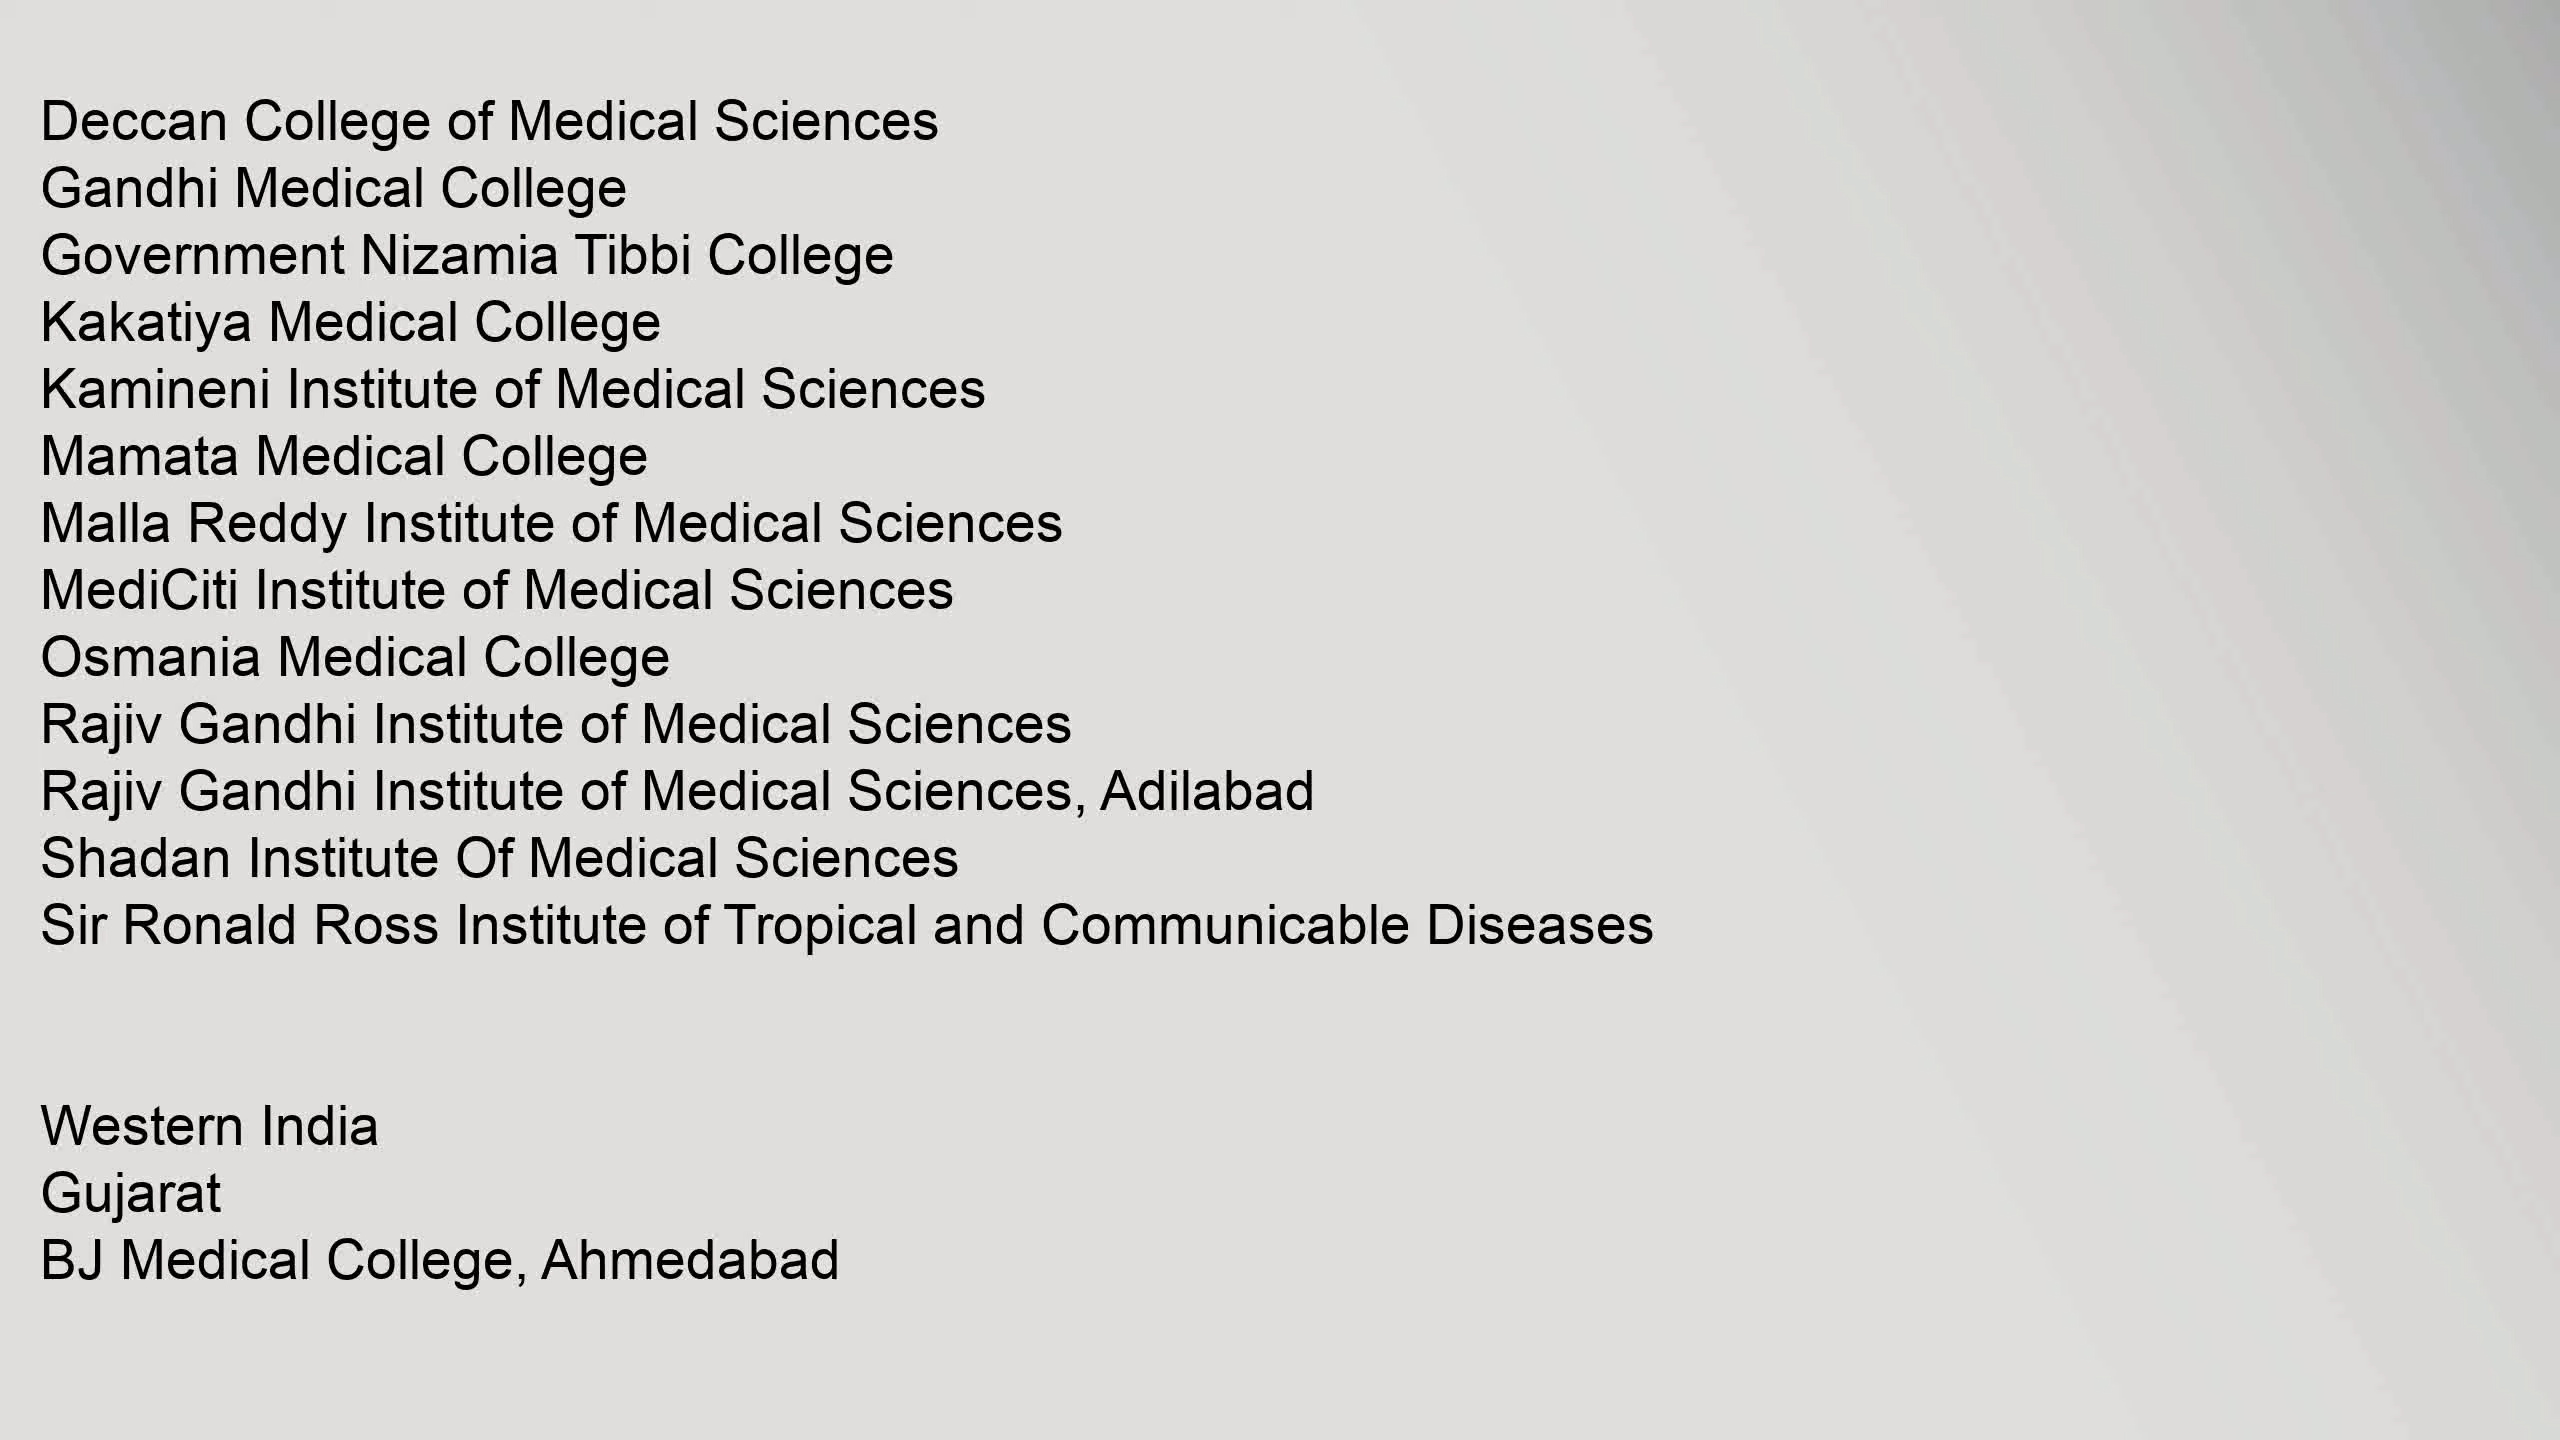 Deccan College of Medical Sciences
Gandhi Medical College
Government Nizamia Tibbi College
Kakatiya Medical College
Kamineni Institute of Medical Sciences
Mamata Medical College
Malla Reddy Institute of Medical Sciences
MediCiti Institute of Medical Sciences
Osmania Medical College
Rajiv Gandhi Institute of Medical Sciences
Rajiv Gandhi Institute of Medical Sciences, Adilabad
Shadan Institute Of Medical Sciences
Sir Ronald Ross Institute of Tropical and Communicable Diseases
Western India
Gujarat
BJ Medical College, Ahmedabad